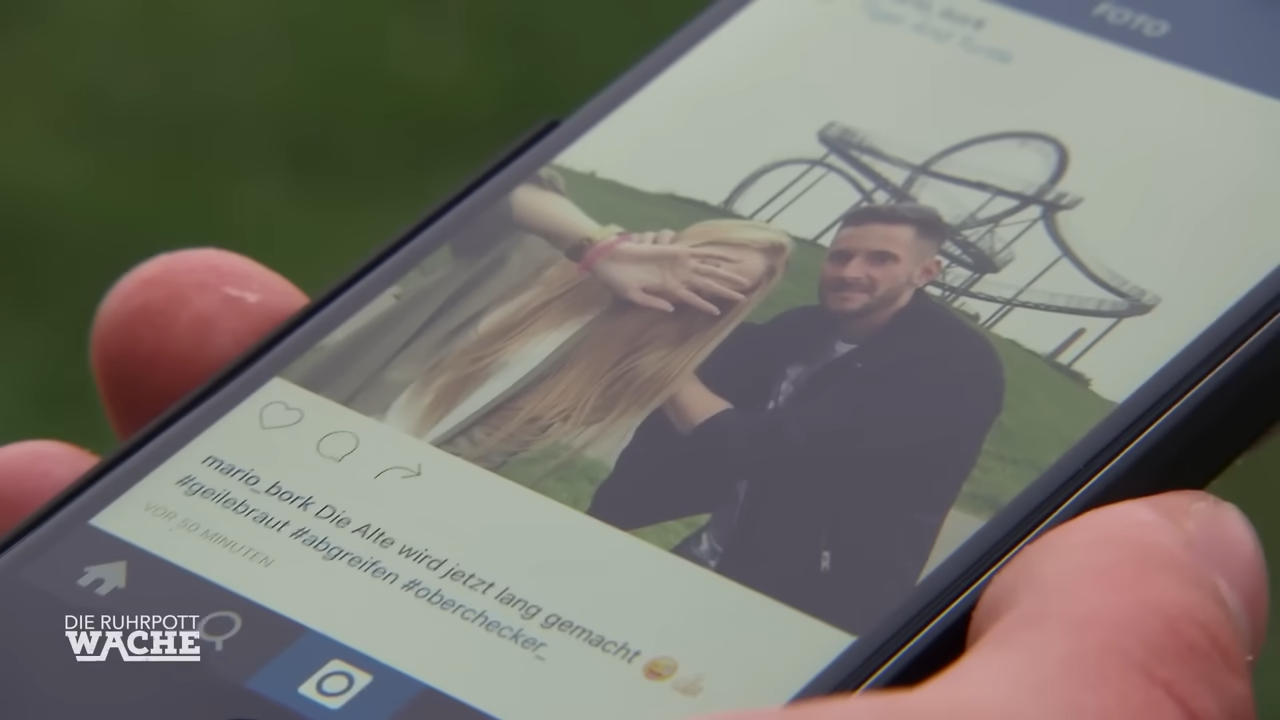 FOTO
mario_bork Die Alte wird jetzt lang gemacht 😄👍
#geilebraut #abgreifen #oberchecker_
VOR 50 MINUTEN
DIE RUHRPOTT
WACHE